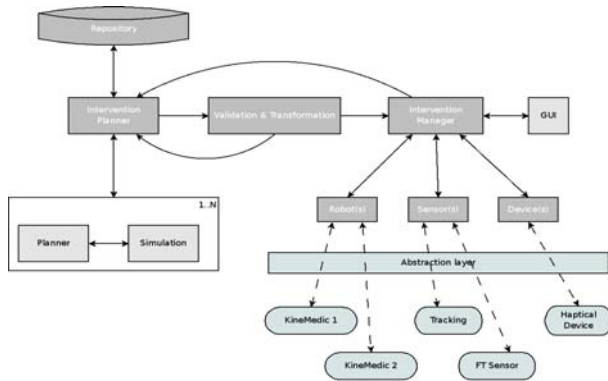 Repository
Intervention
Planner
Validation & Transformation
Intervention
Manager
GUI
1..N
Planner
Simulation
Robot(s)
Sensor(s)
Device(s)
Abstraction layer
KineMedic 1
Tracking
Haptical
Device
KineMedic 2
FT Sensor